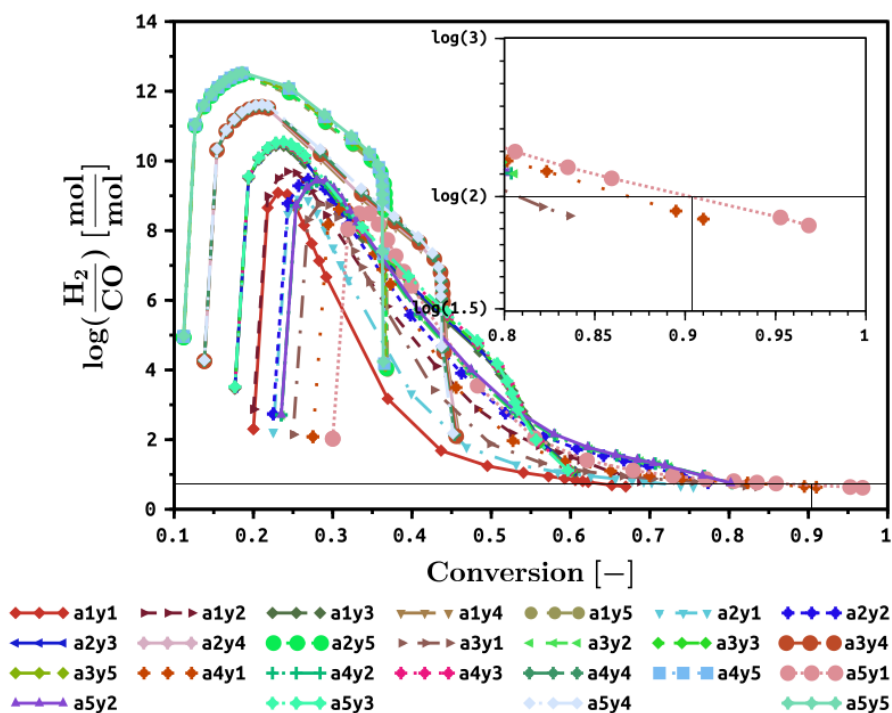 14
12
10
8
6
4
2
0
log(H2/CO) [mol/mol]
log(3)
log(2)
log(1.5)
0.8 0.85 0.9 0.95 1
0.1 0.2 0.3 0.4 0.5 0.6 0.7 0.8 0.9 1
Conversion [−]
a1y1 a1y2 a1y3 a1y4 a1y5 a2y1 a2y2
a2y3 a2y4 a2y5 a3y1 a3y2 a3y3 a3y4
a3y5 a4y1 a4y2 a4y3 a4y4 a4y5 a5y1
a5y2 a5y3 a5y4 a5y5